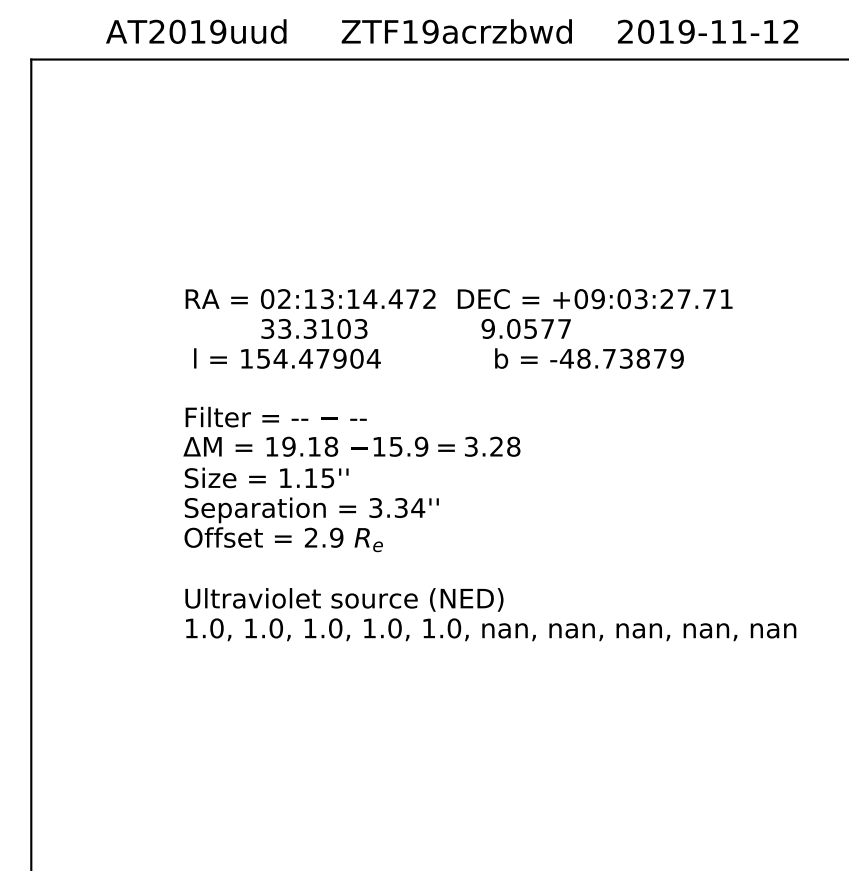 AT2019uud ZTF19acrzbwd 2019-11-12
RA = 02:13:14.472 DEC = +09:03:27.71
33.3103 9.0577
l = 154.47904 b = -48.73879
Filter = -- − --
ΔM = 19.18 −15.9 = 3.28
Size = 1.15''
Separation = 3.34''
Offset = 2.9 Re
Ultraviolet source (NED)
1.0, 1.0, 1.0, 1.0, 1.0, nan, nan, nan, nan, nan